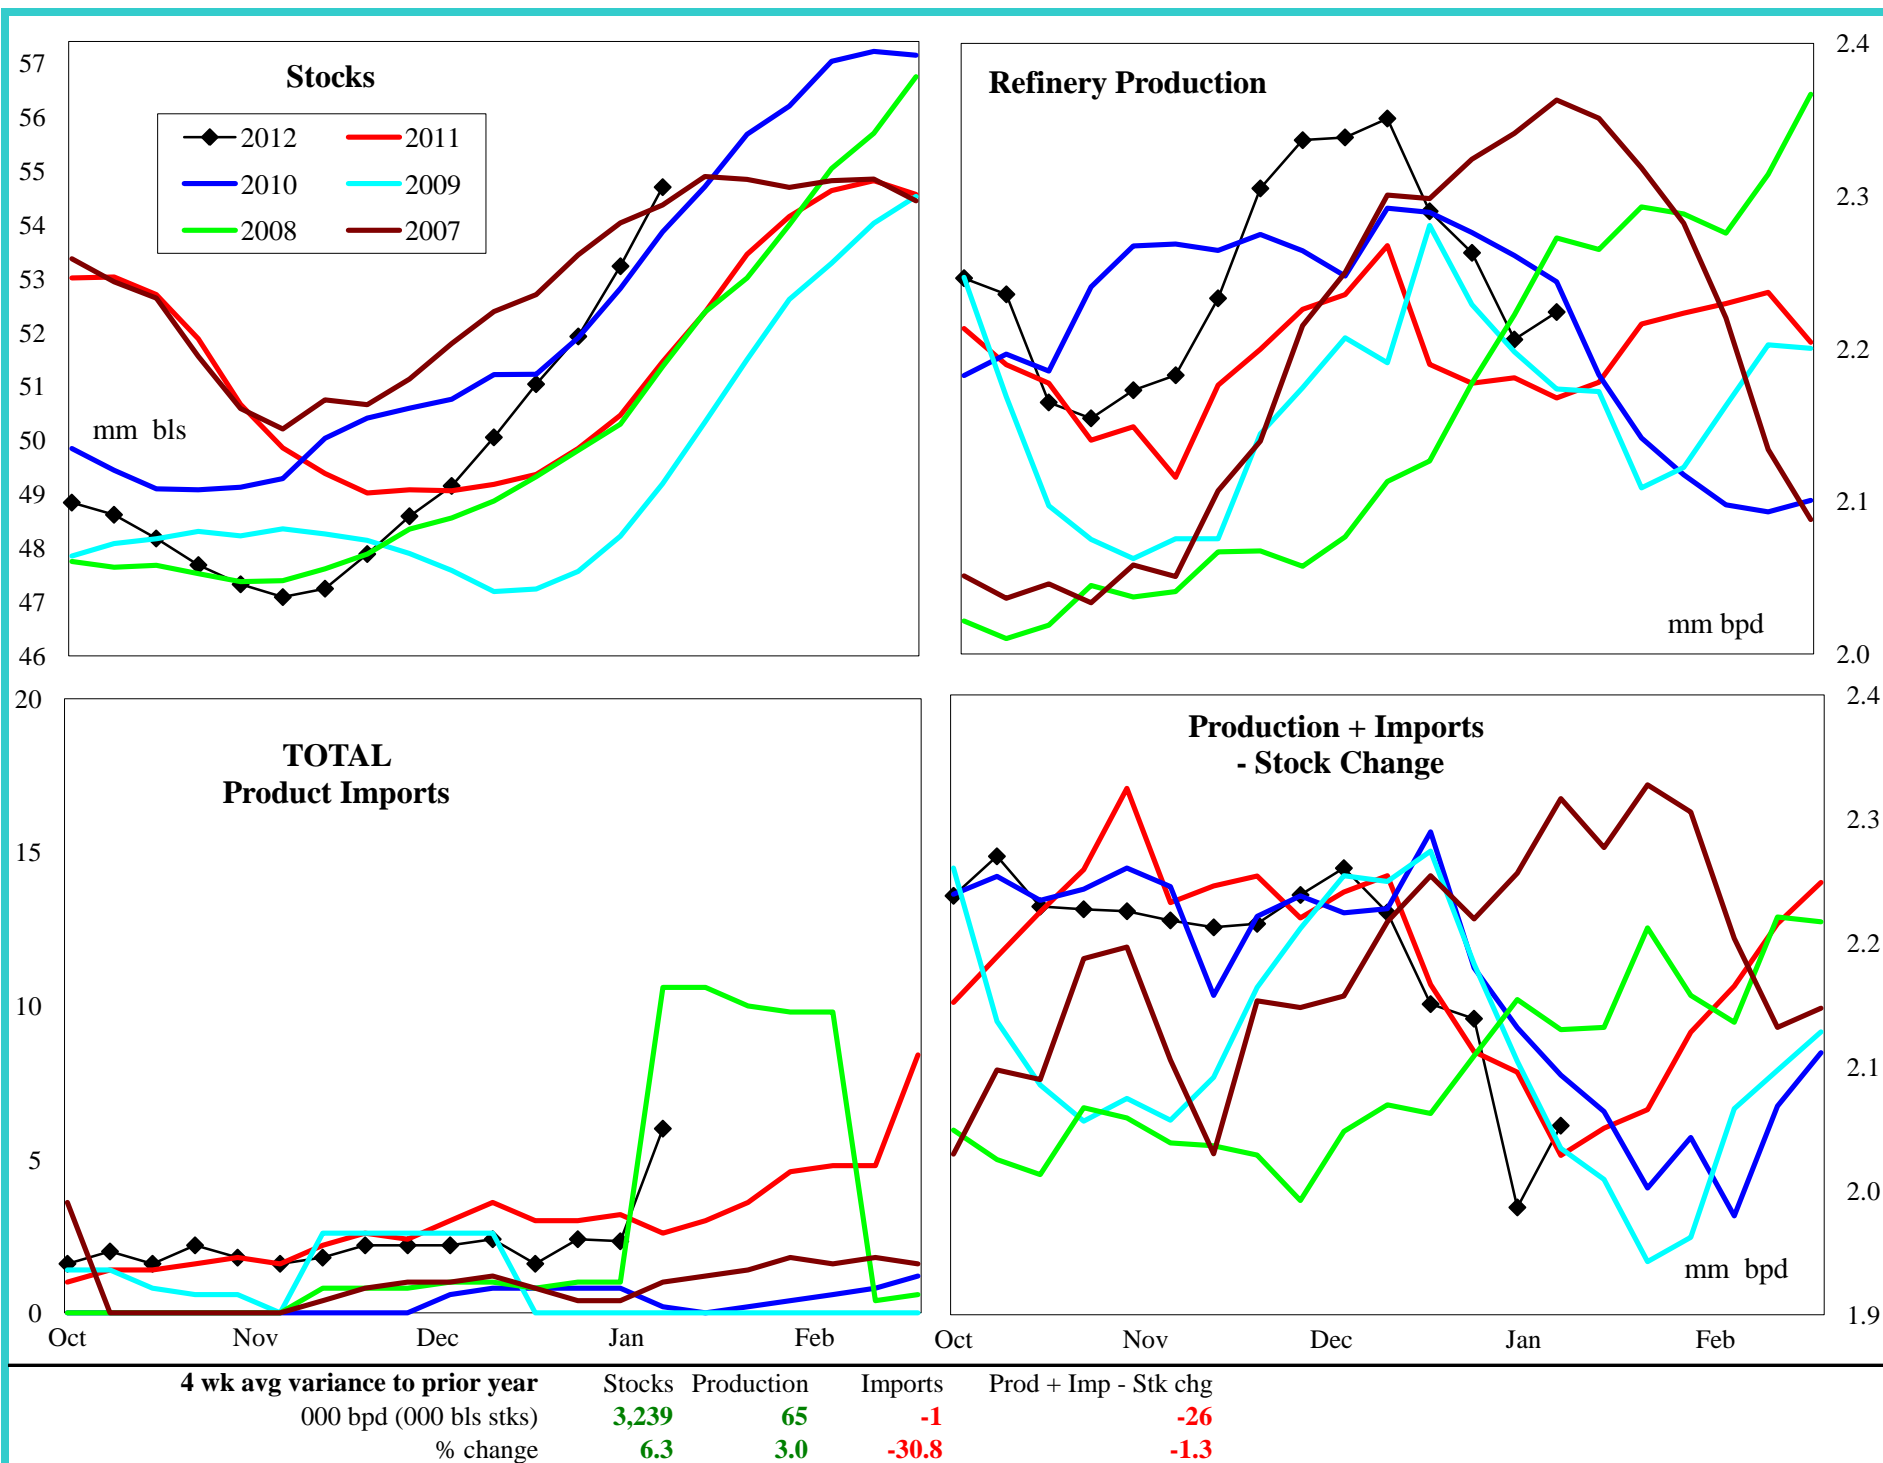 Stocks
57
56
55
54
53
52
51
50
49
48
47
46
2012
2011
2010
2009
2008
2007
mm bls
Refinery Production
2.4
2.3
2.2
2.1
2.0
mm bpd
TOTAL
Product Imports
20
15
10
5
0
Oct Nov Dec Jan Feb
Production + Imports
- Stock Change
2.4
2.3
2.2
2.1
2.0
1.9
mm bpd
Oct Nov Dec Jan Feb
4 wk avg variance to prior year Stocks Production Imports Prod + Imp - Stk chg
000 bpd (000 bls stks) 3,239 65 -1 -26
% change 6.3 3.0 -30.8 -1.3